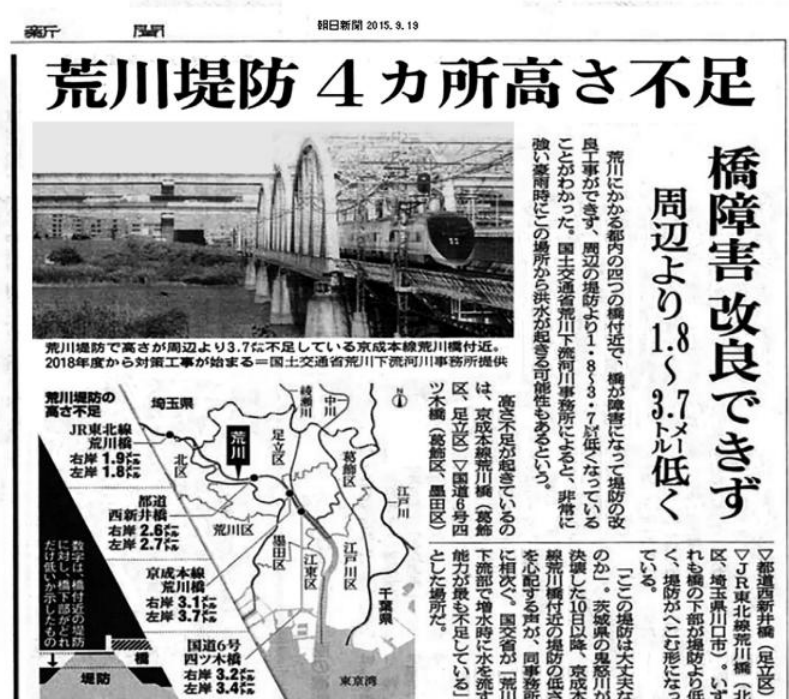 新 聞
朝日新聞 2015.9.19
荒川堤防 4カ所高さ不足
橋障害 改良できず
周辺より1.8〜3.7メートル低く
荒川にかかる都内の四つの橋付近で、橋が障害になって堤防の改
良工事ができず、周辺の堤防より1・8〜3・7メートル低くなっている
ことがわかった。国土交通省荒川下流河川事務所によると、非常に
強い豪雨時にこの場所から洪水が起きる可能性もあるという。
荒川堤防で高さが周辺より3.7メートル不足している京成本線荒川橋付近。
2018年度から対策工事が始まる=国土交通省荒川下流河川事務所提供
高さ不足が起きているの
は、京成本線荒川橋(葛飾
区、足立区)▽国道6号四
ツ木橋(葛飾区、墨田区)
▽都道西新井橋(足立区)
▽JR東北線荒川橋(北
区、埼玉県川口市)。い
れも橋の下部が堤防より低
く、堤防がへこむ形にな
ている。
「ここの堤防は大丈夫
のか」。茨城県の鬼怒川が
決壊した10日以降、京成本
線荒川橋付近の堤防の低さ
を心配する声が、同事務所
に相次ぐ。国交省が「荒川
下流部で増水時に水を流す
能力が最も不足している」
とした場所だ。
荒川堤防の
高さ不足
JR東北線
荒川橋
右岸 1.9メートル
左岸 1.8メートル
都道
西新井橋
右岸 2.6メートル
左岸 2.7メートル
京成本線
荒川橋
右岸 3.1メートル
左岸 3.7メートル
国道6号
四ツ木橋
右岸 3.2メートル
左岸 3.4メートル
数字は、橋付近の堤防
に対し、橋下部がどれ
だけ低いか示したもの
橋
堤防
埼玉県
北区
荒川
足立区
綾瀬川
中川
N
葛飾区
江戸川
荒川区
墨田区
江東区
江戸川区
千葉県
東京湾